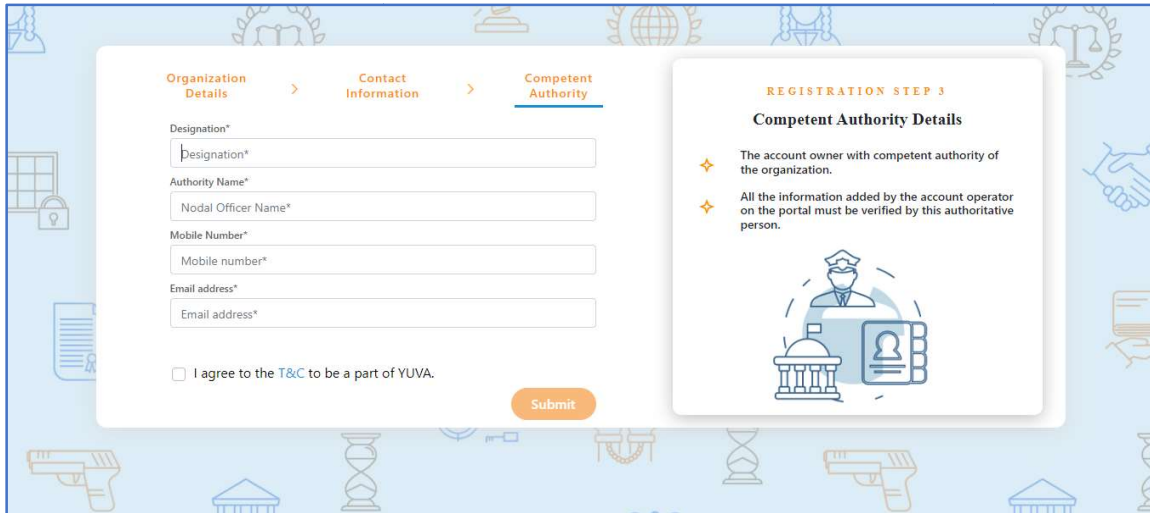 Organization
Details
>
Contact
Information
>
Competent
Authority
Designation*
Designation*
Authority Name*
Nodal Officer Name*
Mobile Number*
Mobile number*
Email address*
Email address*
I agree to the T&C to be a part of YUVA.
Submit
REGISTRATION STEP 3
Competent Authority Details
The account owner with competent authority of
the organization.
All the information added by the account operator
on the portal must be verified by this authoritative
person.